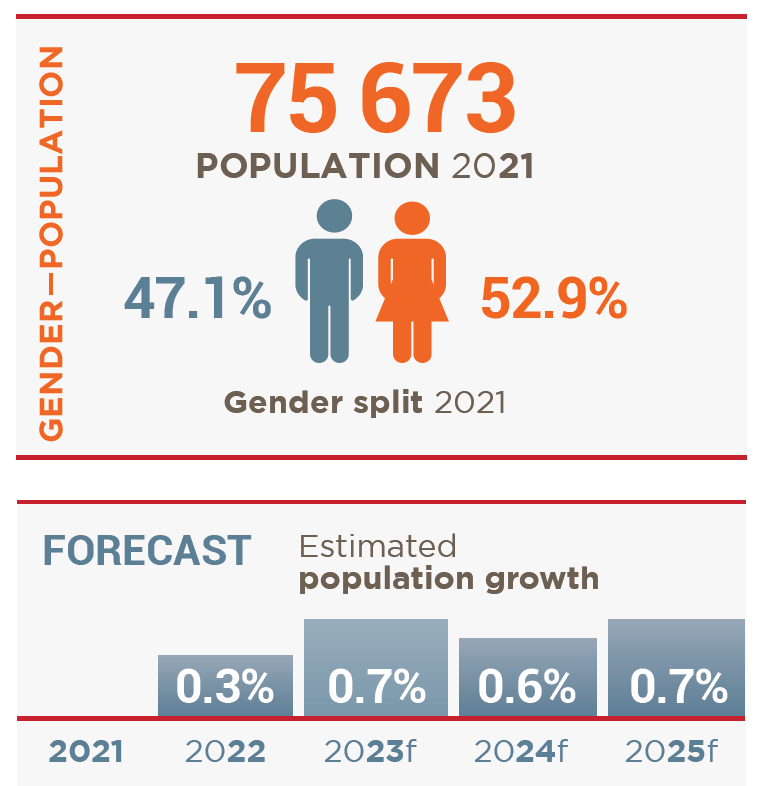 GENDER—POPULATION
75 673
POPULATION 2021
47.1%
52.9%
Gender split 2021
FORECAST
Estimated
population growth
0.3%
0.7%
0.6%
0.7%
2021
2022
2023f
2024f
2025f